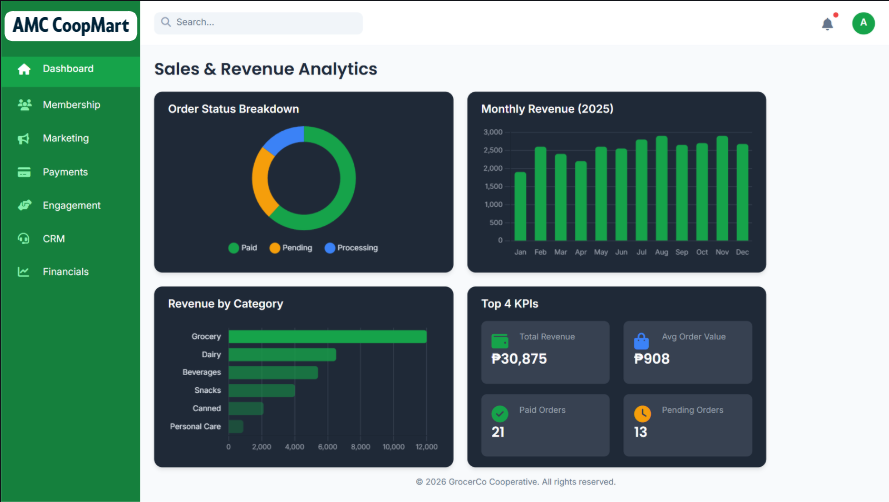 AMC CoopMart
Search...
A
Dashboard
Membership
Marketing
Payments
Engagement
CRM
Financials
Sales & Revenue Analytics
Order Status Breakdown
Paid Pending Processing
Monthly Revenue (2025)
3,000
2,500
2,000
1,500
1,000
500
0
Jan Feb Mar Apr May Jun Jul Aug Sep Oct Nov Dec
Revenue by Category
Grocery
Dairy
Beverages
Snacks
Canned
Personal Care
0 2,000 4,000 6,000 8,000 10,000 12,000
Top 4 KPIs
Total Revenue
₱30,875
Avg Order Value
₱908
Paid Orders
21
Pending Orders
13
© 2026 GrocerCo Cooperative. All rights reserved.